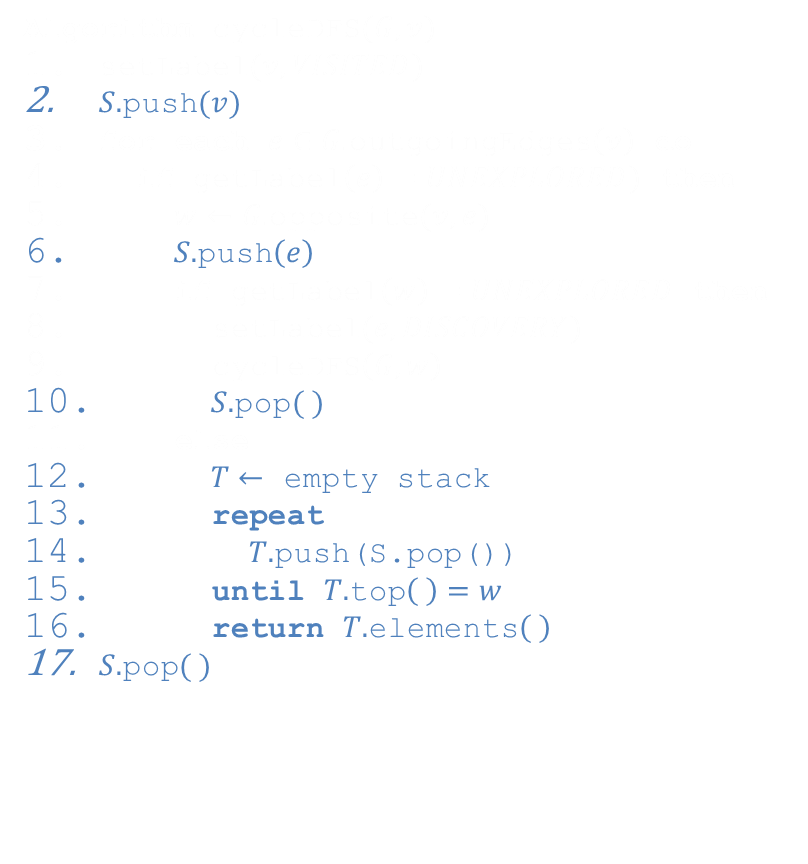 2. S.push(v)
6. S.push(e)
10. S.pop()
12. T ← empty stack
13. repeat
14. T.push(S.pop())
15. until T.top() = w
16. return T.elements()
17. S.pop()